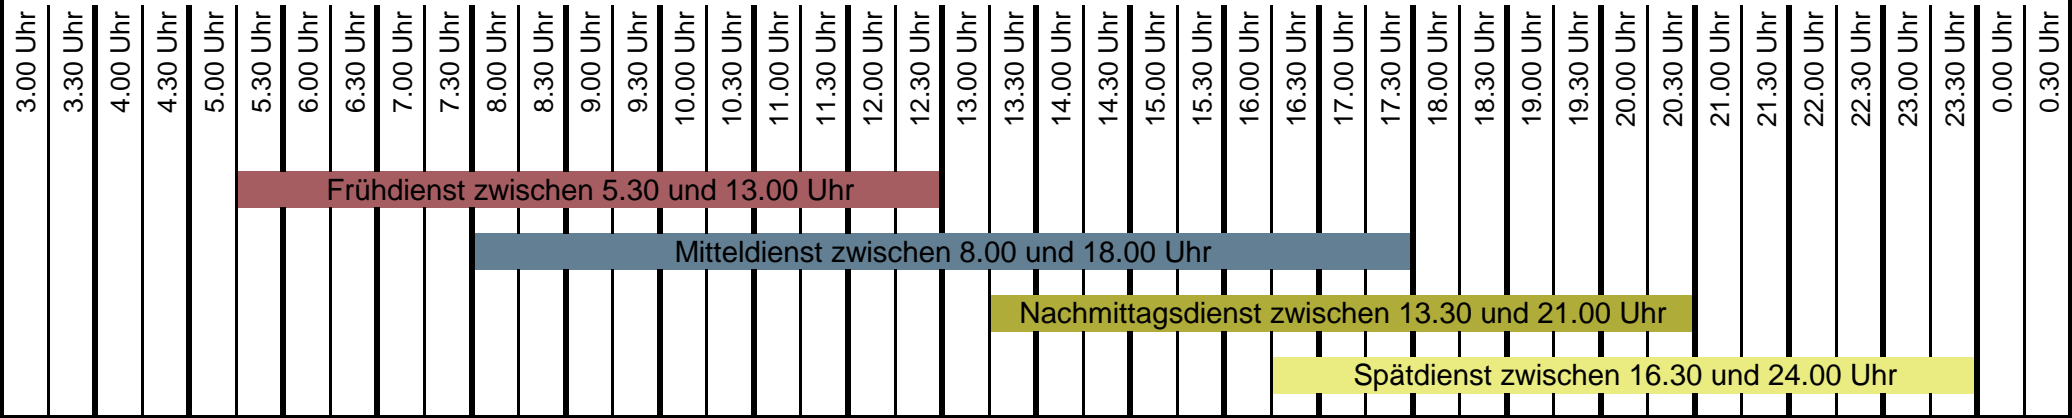 3.00 Uhr
3.30 Uhr
4.00 Uhr
4.30 Uhr
5.00 Uhr
5.30 Uhr
6.00 Uhr
6.30 Uhr
7.00 Uhr
7.30 Uhr
8.00 Uhr
8.30 Uhr
9.00 Uhr
9.30 Uhr
10.00 Uhr
10.30 Uhr
11.00 Uhr
11.30 Uhr
12.00 Uhr
12.30 Uhr
13.00 Uhr
13.30 Uhr
14.00 Uhr
14.30 Uhr
15.00 Uhr
15.30 Uhr
16.00 Uhr
16.30 Uhr
17.00 Uhr
17.30 Uhr
18.00 Uhr
18.30 Uhr
19.00 Uhr
19.30 Uhr
20.00 Uhr
20.30 Uhr
21.00 Uhr
21.30 Uhr
22.00 Uhr
22.30 Uhr
23.00 Uhr
23.30 Uhr
0.00 Uhr
0.30 Uhr
Frühdienst zwischen 5.30 und 13.00 Uhr
Mitteldienst zwischen 8.00 und 18.00 Uhr
Nachmittagsdienst zwischen 13.30 und 21.00 Uhr
Spätdienst zwischen 16.30 und 24.00 Uhr